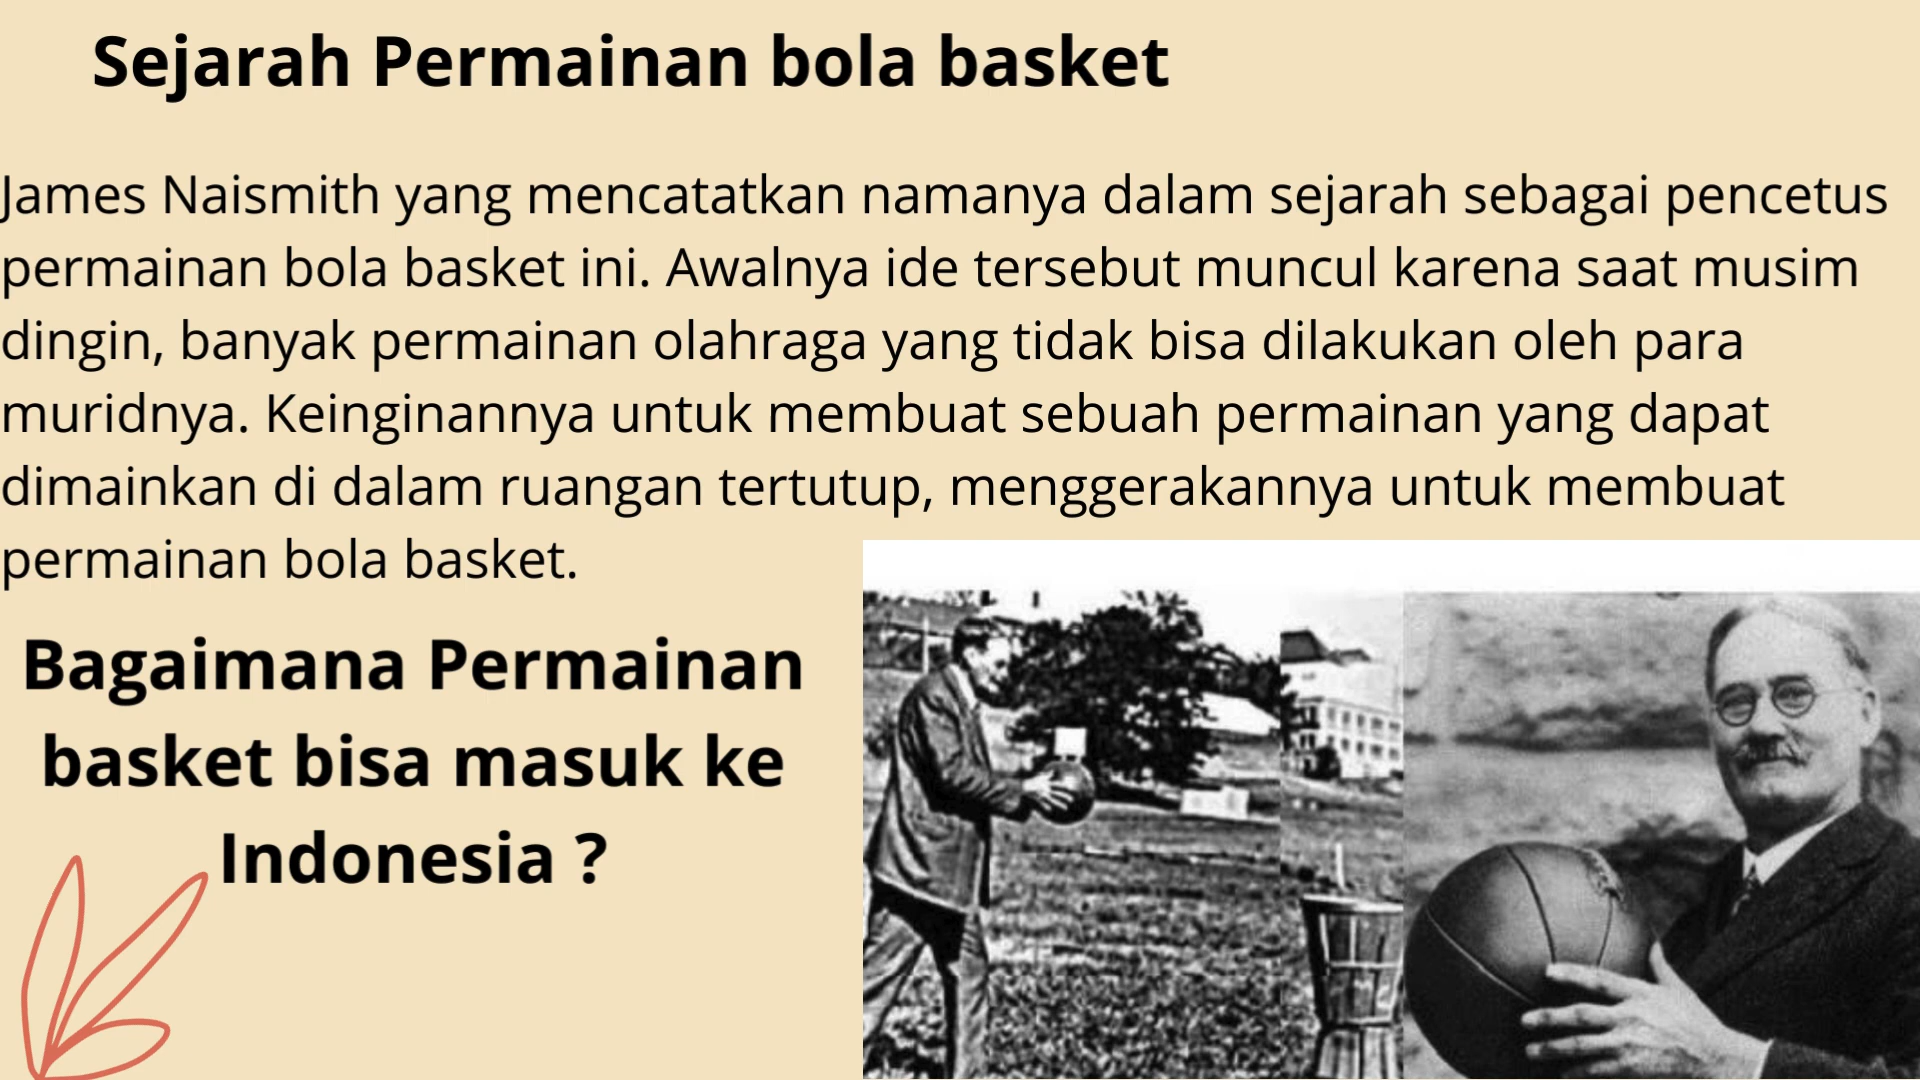 Sejarah Permainan bola basket
James Naismith yang mencatatkan namanya dalam sejarah sebagai pencetus
permainan bola basket ini. Awalnya ide tersebut muncul karena saat musim
dingin, banyak permainan olahraga yang tidak bisa dilakukan oleh para
muridnya. Keinginannya untuk membuat sebuah permainan yang dapat
dimainkan di dalam ruangan tertutup, menggerakannya untuk membuat
permainan bola basket.
Bagaimana Permainan
basket bisa masuk ke
Indonesia ?